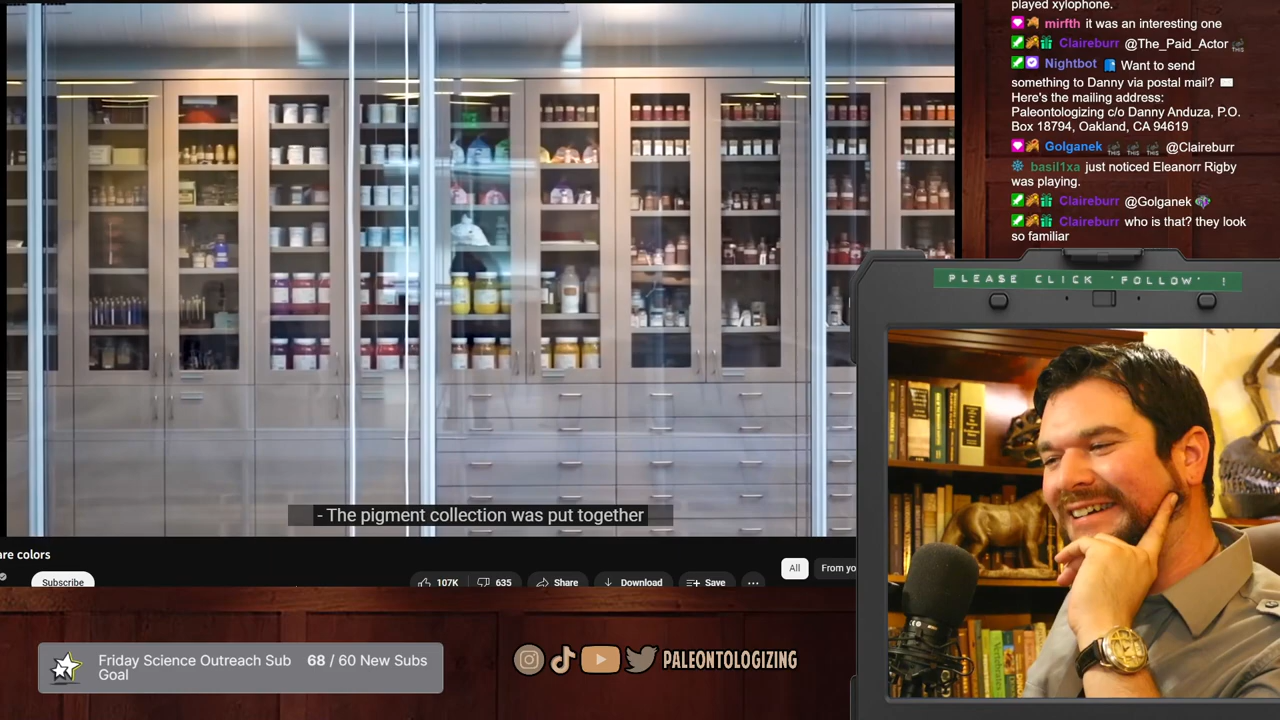 played xylophone.
mirfth it was an interesting one
Claireburr @The_Paid_Actor
Nightbot Want to send
something to Danny via postal mail?
Here's the mailing address:
Paleontologizing c/o Danny Anduza, P.O.
Box 18794, Oakland, CA 94619
Golganek THIS THIS THIS @Claireburr
basil1xa just noticed Eleanorr Rigby
was playing.
Claireburr @Golganek
Claireburr who is that? they look
so familiar
PLEASE CLICK 'FOLLOW' !
- The pigment collection was put together
are colors
Subscribe
107K 635 Share Download Save ...
All From yo
Friday Science Outreach Sub
Goal
68 / 60 New Subs
PALEONTOLOGIZING